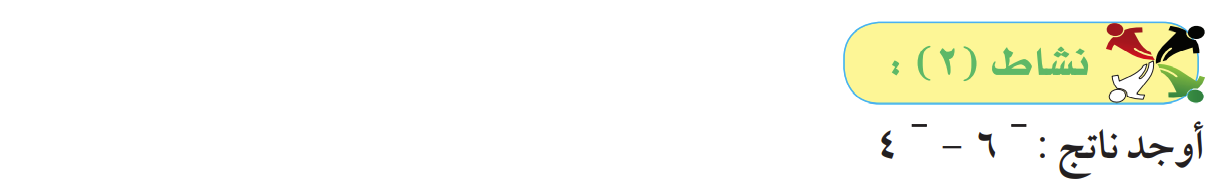 نشاط (٢) :
أوجد ناتج : ‾٦ – ‾٤